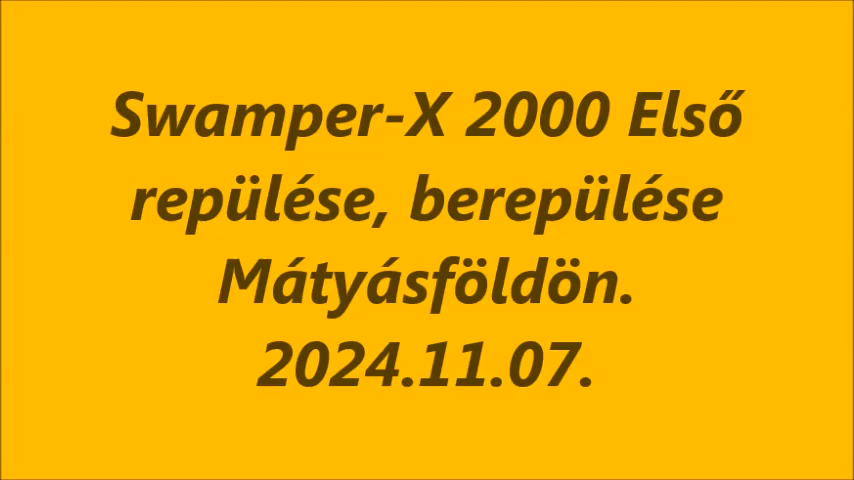 Swamper-X 2000 Első
repülése, berepülése
Mátyásföldön.
2024.11.07.